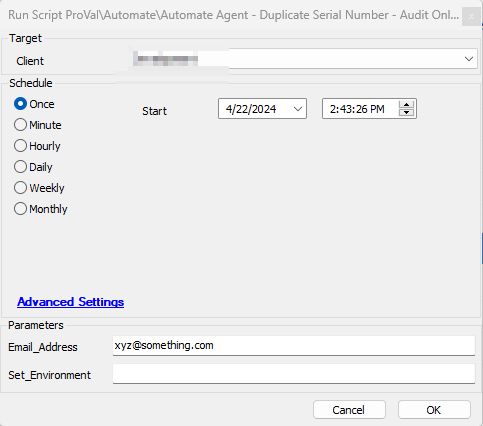 Run Script ProVal\Automate\Automate Agent - Duplicate Serial Number - Audit Onl...
Target
Client
Schedule
Once
Start 4/22/2024 2:43:26 PM
Minute
Hourly
Daily
Weekly
Monthly
Advanced Settings
Parameters
Email_Address xyz@something.com
Set_Environment
Cancel OK